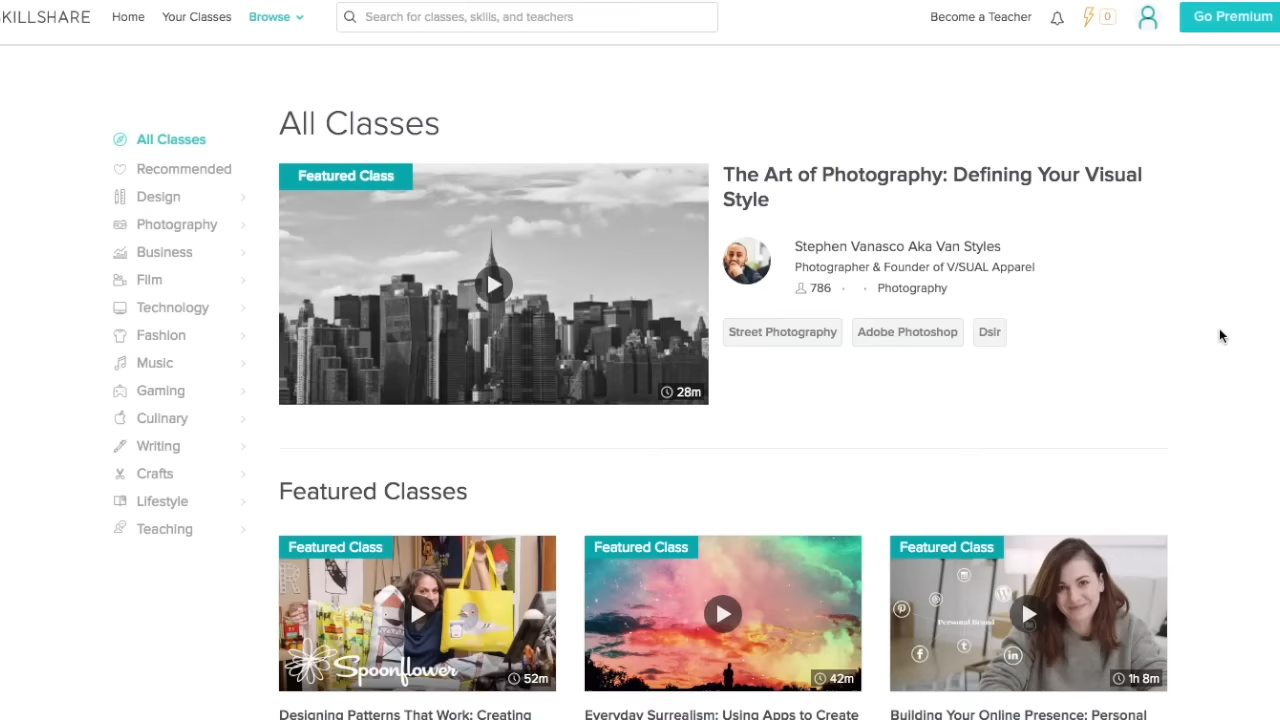 KILLSHARE
Home
Your Classes
Browse
Search for classes, skills, and teachers
Become a Teacher
0
Go Premium
All Classes
Recommended
Design
Photography
Business
Film
Technology
Fashion
Music
Gaming
Culinary
Writing
Crafts
Lifestyle
Teaching
All Classes
Featured Class
28m
The Art of Photography: Defining Your Visual
Style
Stephen Vanasco Aka Van Styles
Photographer & Founder of V/SUAL Apparel
786 · · Photography
Street Photography
Adobe Photoshop
Dslr
Featured Classes
Featured Class
Spoonflower
52m
Featured Class
42m
Featured Class
Personal Brand
1h 8m
Designing Patterns That Work: Creating
Everyday Surrealism: Using Apps to Create
Building Your Online Presence: Personal